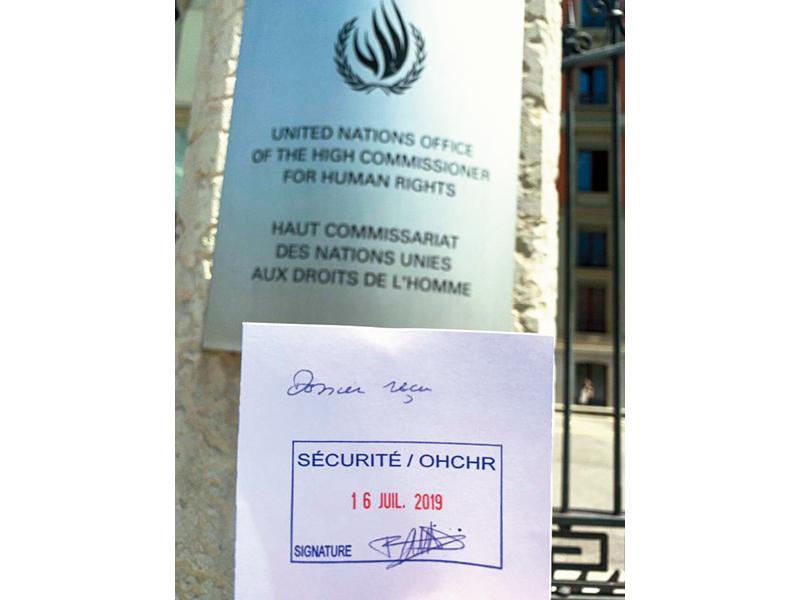 UNITED NATIONS OFFICE
OF THE HIGH COMMISSIONER
FOR HUMAN RIGHTS
HAUT COMMISSARIAT
DES NATIONS UNIES
AUX DROITS DE L'HOMME
Dossier reçu
SÉCURITÉ / OHCHR
16 JUIL. 2019
SIGNATURE